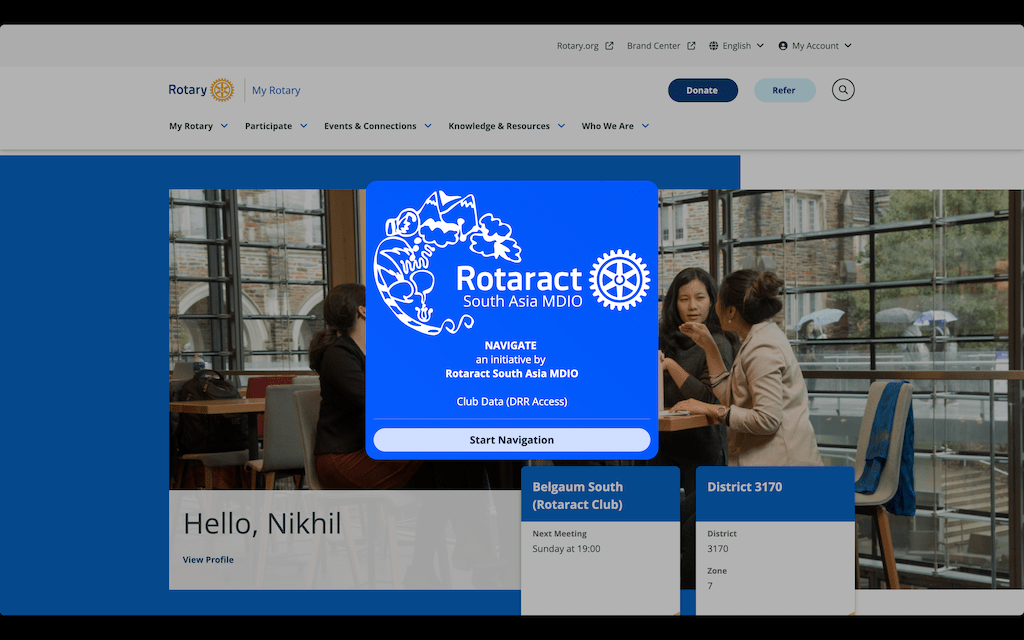 Rotary.org
Brand Center
English
My Account
Rotary
My Rotary
Donate
Refer
My Rotary
Participate
Events & Connections
Knowledge & Resources
Who We Are
Rotaract
South Asia MDIO
NAVIGATE
an initiative by
Rotaract South Asia MDIO
Club Data (DRR Access)
Start Navigation
Hello, Nikhil
View Profile
Belgaum South
(Rotaract Club)
Next Meeting
Sunday at 19:00
District 3170
District
3170
Zone
7